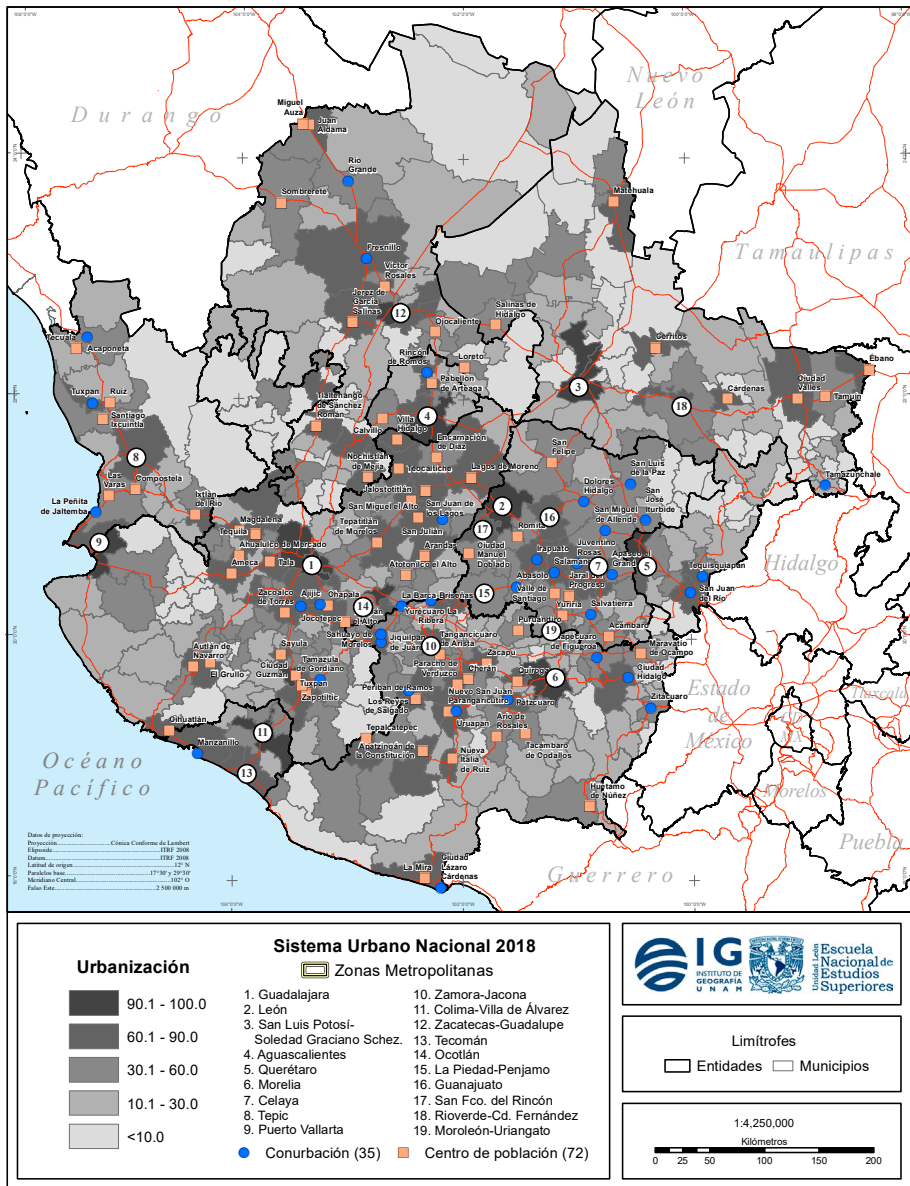 Durango
Nuevo
León
Tamaulipas
Hidalgo
Estado
de
México
Tlaxcala
Morelos
Puebla
Guerrero
Océano
Pacífico
Miguel
Auza
Juan
Aldama
Rio
Grande
Sombrerete
Matehuala
Fresnillo
Víctor
Rosales
Jerez de
García
Salinas
12
Salinas de
Hidalgo
Ojocaliente
Cerritos
Tecuala
Acaponeta
Rincón
de Romos
Loreto
Pabellón
de Arteaga
3
Ébano
Ciudad
Valles
Tamuin
Cárdenas
18
Tuxpan
Ruiz
Santiago
Ixcuintla
Tlaltenango
de Sánchez
Román
Calvillo
Villa
Hidalgo
4
Encarnación
de Díaz
8
Nochistlán
de Mejía
Teocaltiche
Lagos de Moreno
San
Felipe
San Luis
de la Paz
Tamazunchale
Las
Varas
Compostela
La Peñita
de Jaltemba
Ixtlán
del Río
Jalostotitlán
San Miguel el Alto
San Juan de
los Lagos
2
Dolores
Hidalgo
San
José
Iturbide
16
17
San Miguel
de Allende
9
Magdalena
Tequila
Tepatitlán
de Morelos
San Julián
Romita
Ahualulco de Mercado
Ameca
Tala
1
Arandas
Atotonilco el Alto
Ciudad
Manuel
Doblado
Irapuato
Juventino
Rosas
Salamanca
Apaseo el
Grande
7
5
Tequisquiapan
San Juan
del Río
Abasolo
Jaral del
Progreso
15
Valle de
Santiago
Zacoalco
de Torres
Ajijic
Chapala
Jocotepec
14
La Barca-Briseñas
Yurécuaro-La
Ribera
Yuriria
Salvatierra
Puruándiro
19
Acámbaro
Sahuayo de
Morelos
Jiquilpan
de Juárez
10
Tangancícuaro
de Arista
Zacapu
Maravatío
de Ocampo
Autlán de
Navarro
El Grullo
Sayula
Ciudad
Guzmán
Tamazula
de Gordiano
Tuxpan
Zapotiltic
Paracho de
Verduzco
Cherán
Quiroga
6
Ciudad
Hidalgo
Zitácuaro
Peribán de Ramos
Los Reyes
de Salgado
Nuevo San Juan
Parangaricutiro
Pátzcuaro
Uruapan
Ario de
Rosales
Cihuatlán
Manzanillo
11
13
Tepalcatepec
Apatzingán de
la Constitución
Nueva
Italia
de Ruiz
Tacámbaro
de Codallos
Huetamo
de Núñez
La Mira
Ciudad
Lázaro
Cárdenas
Datos de proyección:
Proyección Cónica Conforme de Lambert
Elipsoide ITRF 2008
Datum ITRF 2008
Latitud de origen 12° N
Paralelos base 17°30' y 29°30'
Meridiano Central 102° O
Falso Este 2 500 000 m
Sistema Urbano Nacional 2018
Zonas Metropolitanas
Urbanización
90.1 - 100.0
60.1 - 90.0
30.1 - 60.0
10.1 - 30.0
<10.0
1. Guadalajara
2. León
3. San Luis Potosí-
Soledad Graciano Schez.
4. Aguascalientes
5. Querétaro
6. Morelia
7. Celaya
8. Tepic
9. Puerto Vallarta
10. Zamora-Jacona
11. Colima-Villa de Álvarez
12. Zacatecas-Guadalupe
13. Tecomán
14. Ocotlán
15. La Piedad-Penjamo
16. Guanajuato
17. San Fco. del Rincón
18. Rioverde-Cd. Fernández
19. Moroleón-Uriangato
Conurbación (35)
Centro de población (72)
IG
INSTITUTO DE
GEOGRAFÍA
UNAM
Unidad León
Escuela
Nacional de
Estudios
Superiores
Limítrofes
Entidades
Municipios
1:4,250,000
Kilómetros
0 25 50 100 150 200